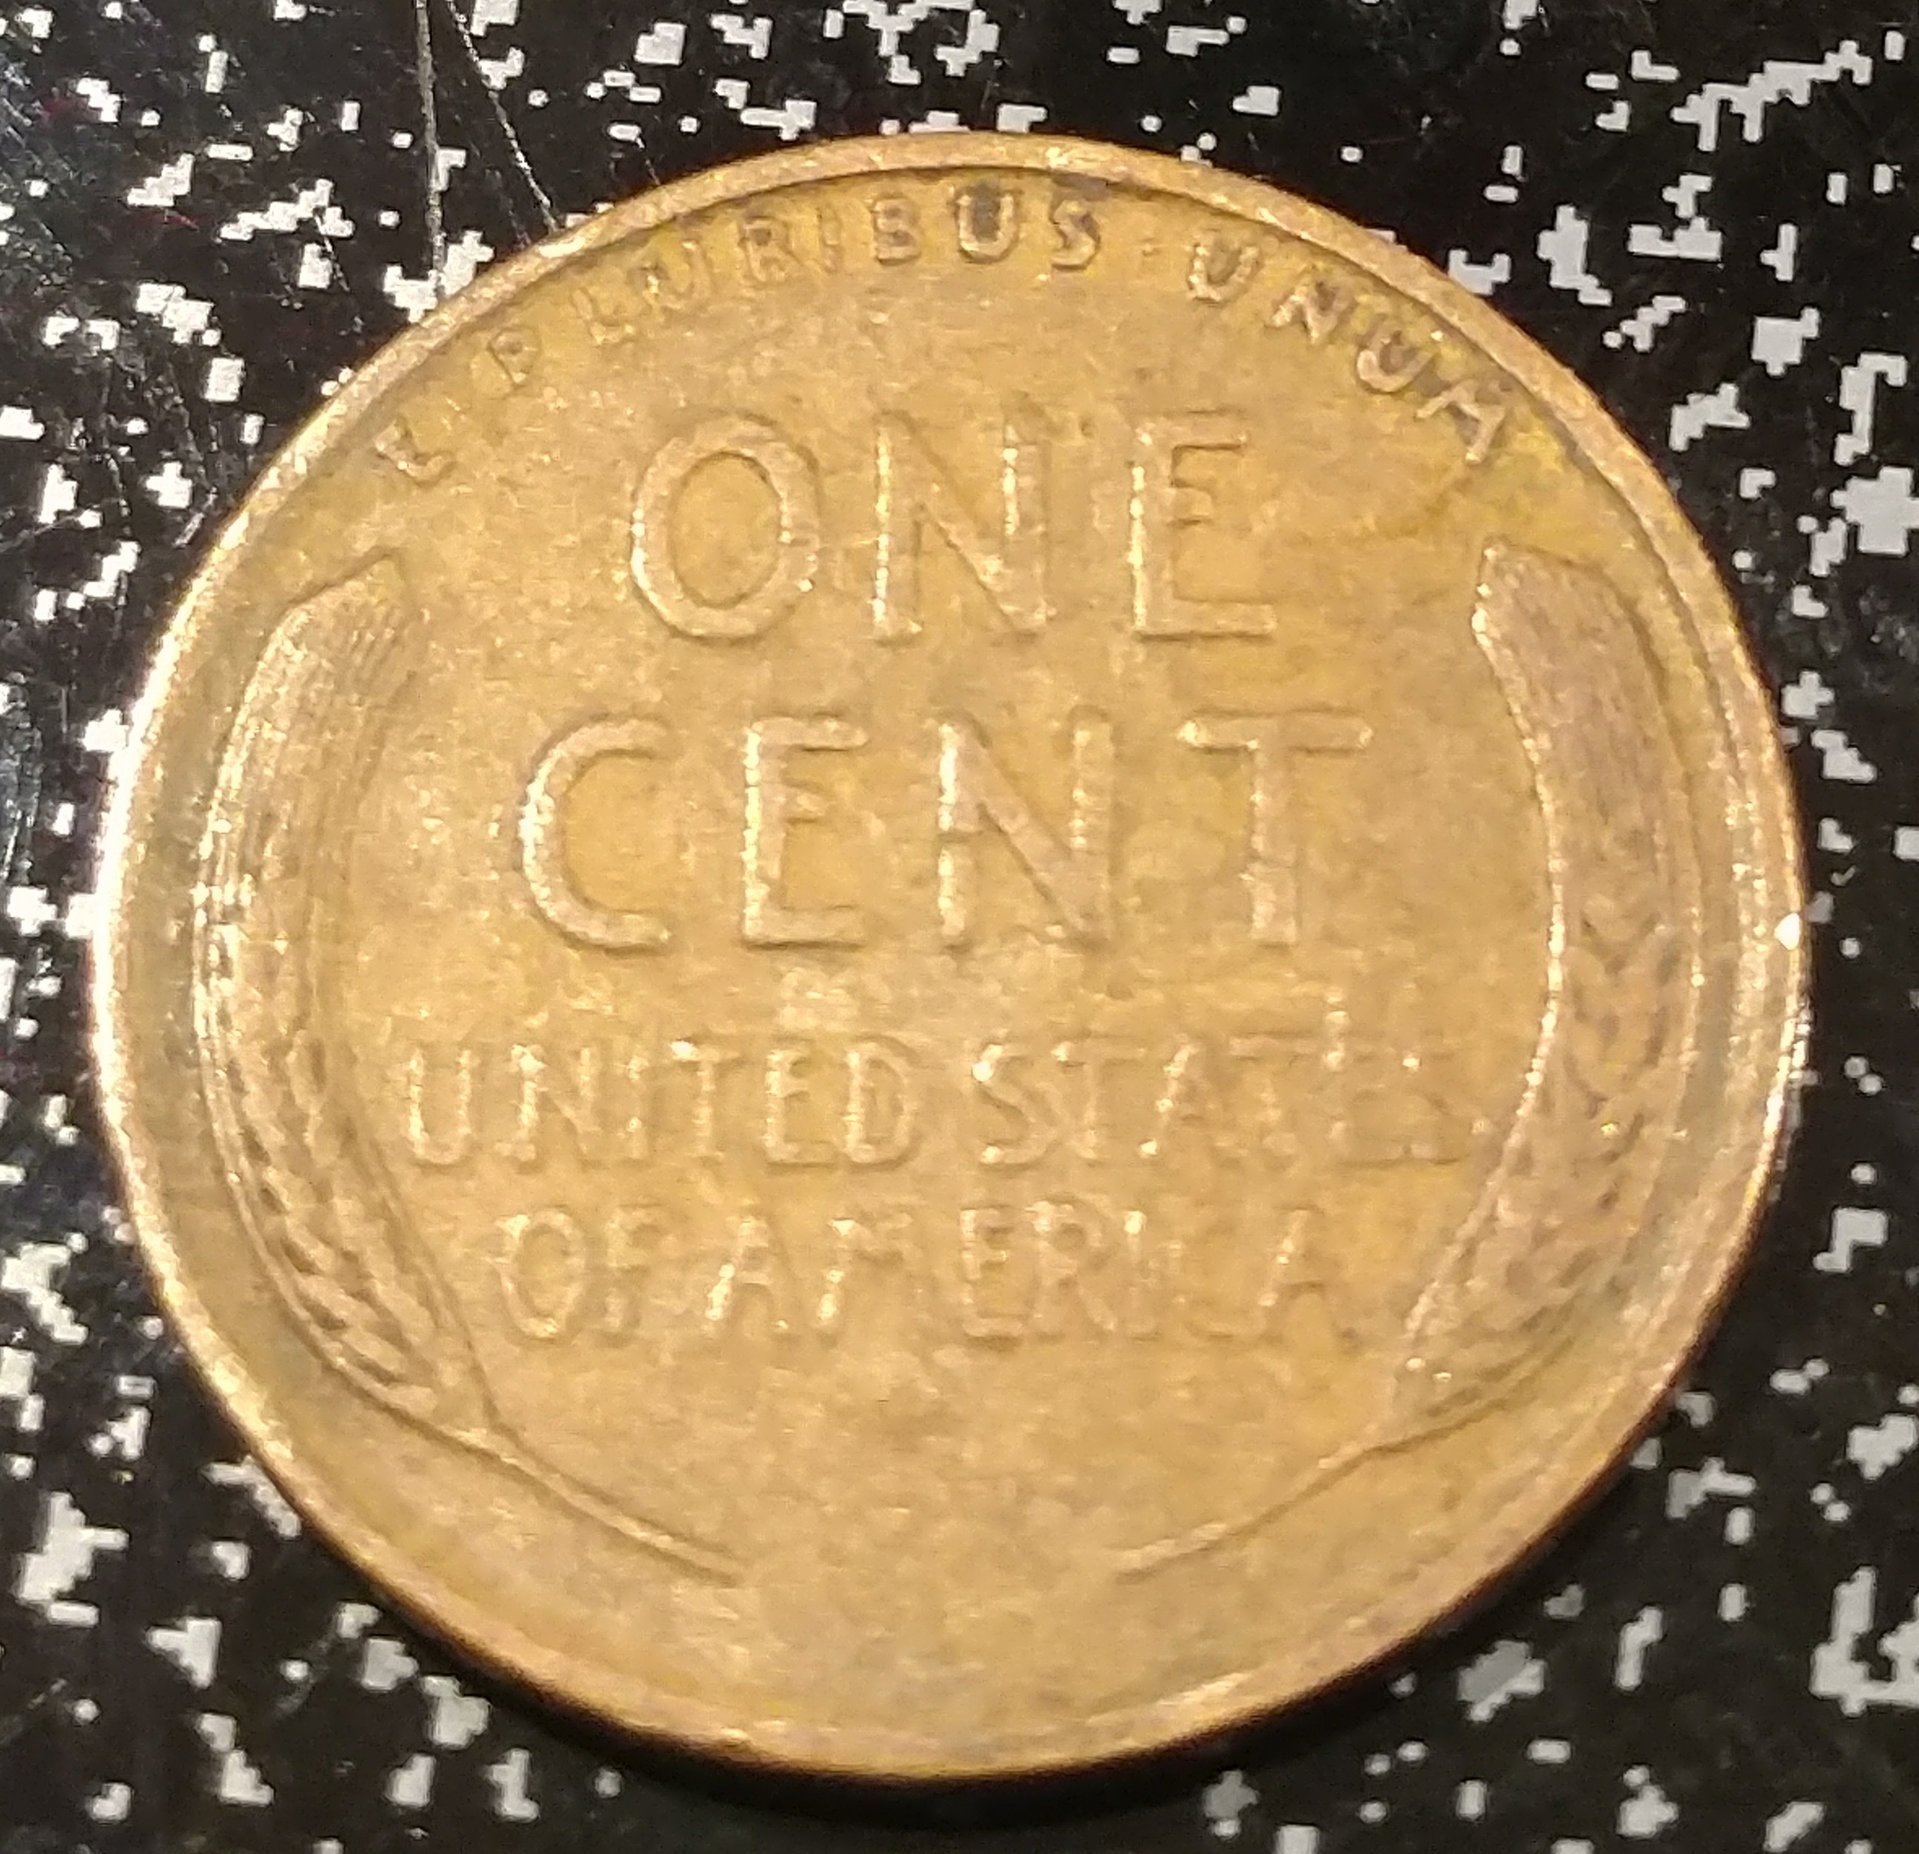 E · PLURIBUS · UNUM
ONE
CENT
UNITED STATES
OF AMERICA